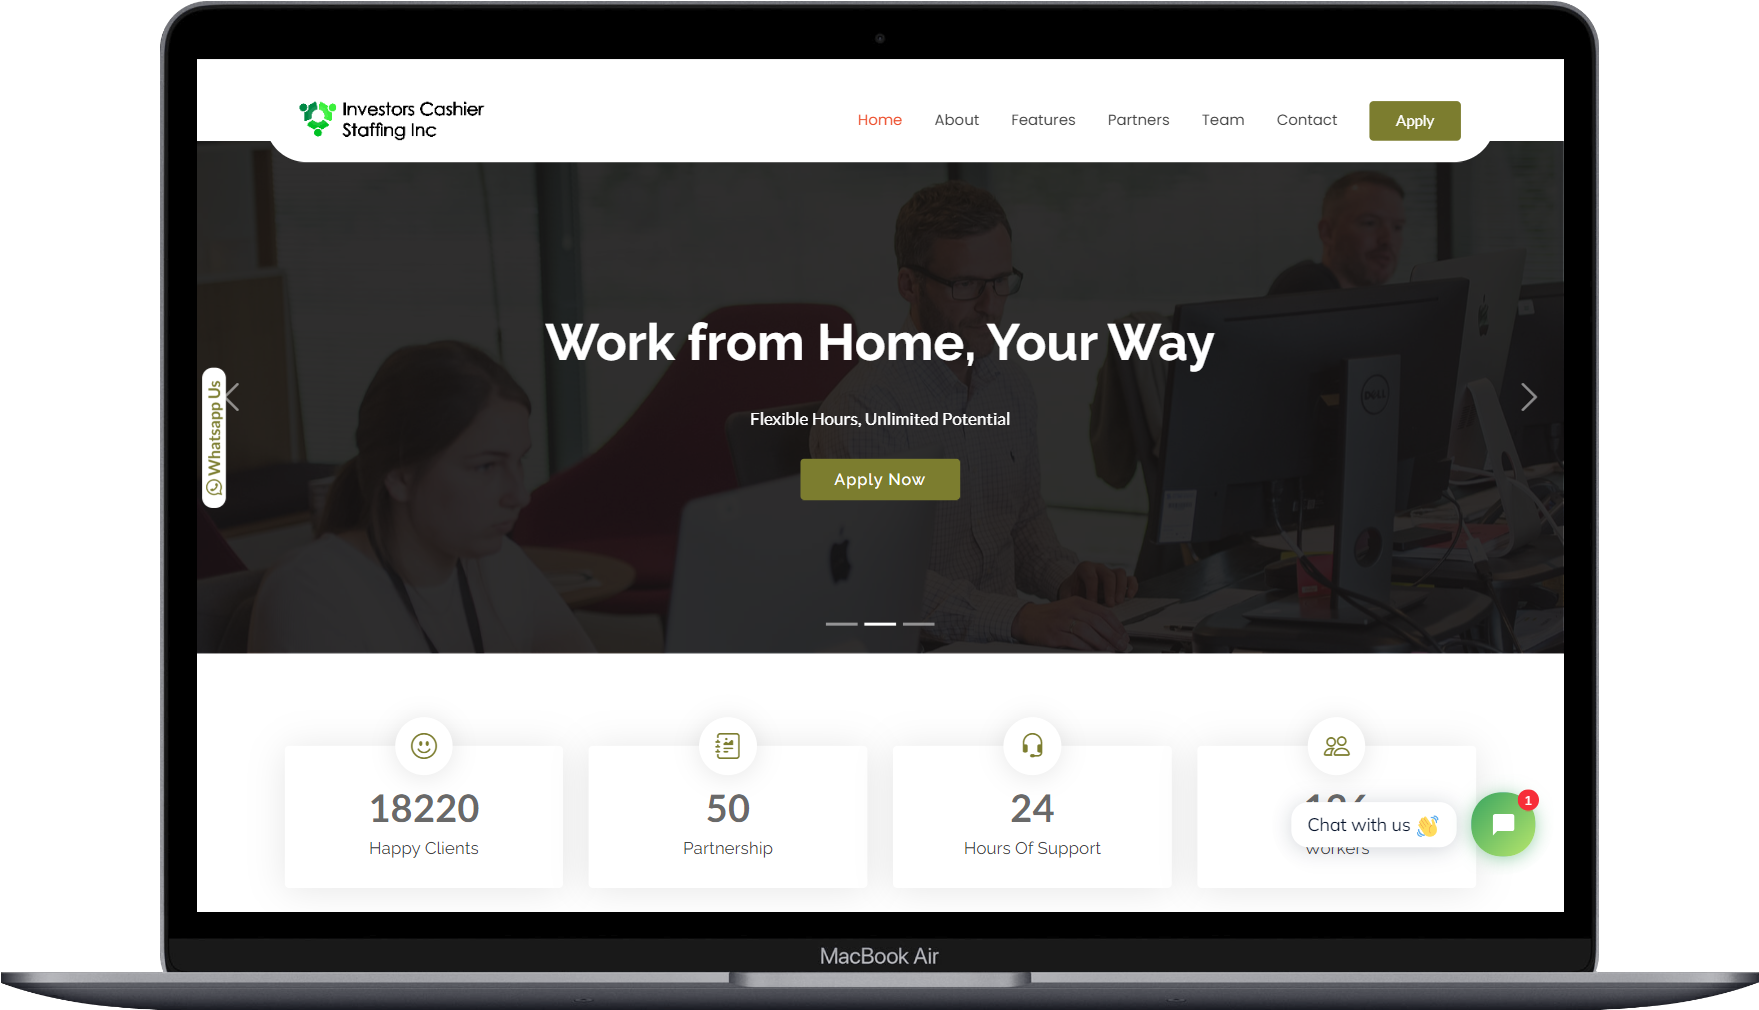 Investors Cashier
Staffing Inc
Home
About
Features
Partners
Team
Contact
Apply
Work from Home, Your Way
Whatsapp Us
Flexible Hours, Unlimited Potential
Apply Now
DELL
18220
Happy Clients
50
Partnership
24
Hours Of Support
Workers
Chat with us
1
MacBook Air